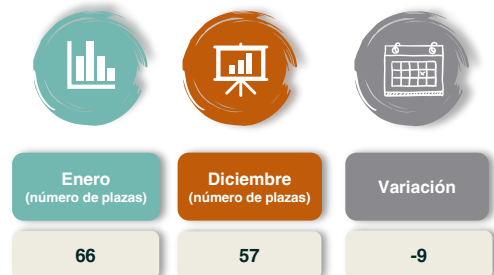 Enero
(número de plazas)
Diciembre
(número de plazas)
Variación
66
57
-9